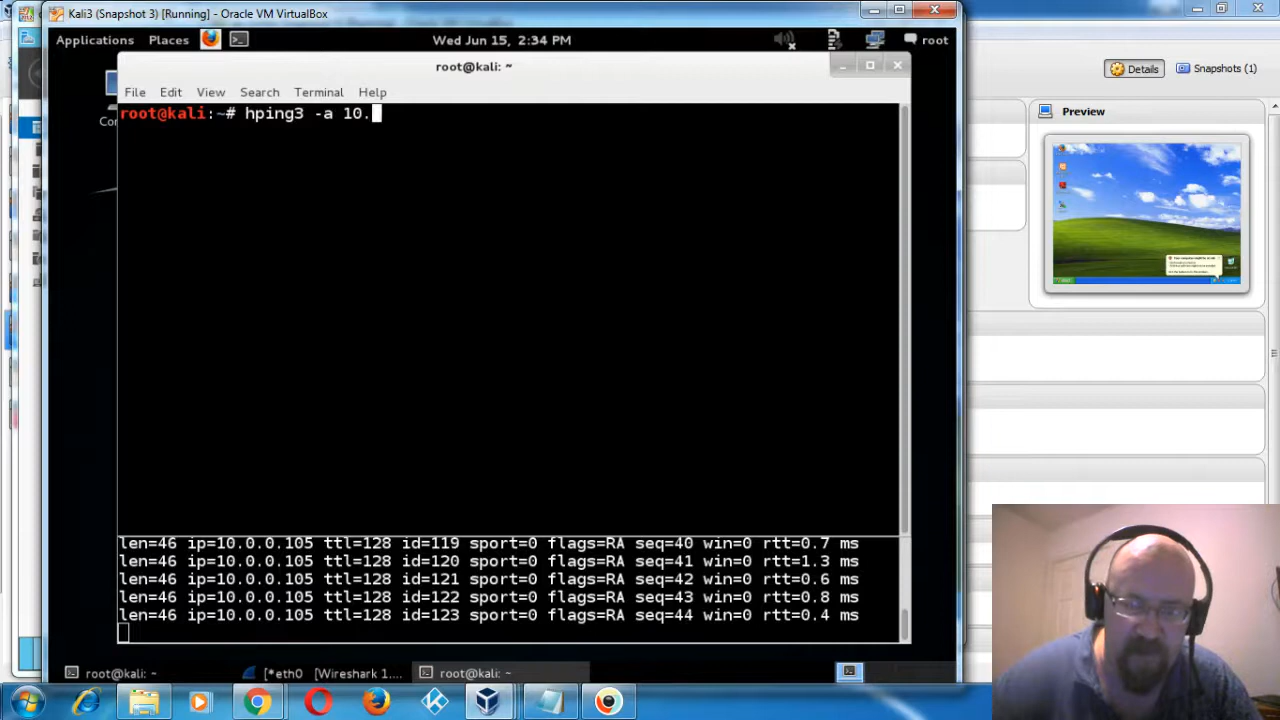 Kali3 (Snapshot 3) [Running] - Oracle VM VirtualBox
Applications Places Wed Jun 15, 2:34 PM root
root@kali: ~
File Edit View Search Terminal Help
root@kali:~# hping3 -a 10.
len=46 ip=10.0.0.105 ttl=128 id=119 sport=0 flags=RA seq=40 win=0 rtt=0.7 ms
len=46 ip=10.0.0.105 ttl=128 id=120 sport=0 flags=RA seq=41 win=0 rtt=1.3 ms
len=46 ip=10.0.0.105 ttl=128 id=121 sport=0 flags=RA seq=42 win=0 rtt=0.6 ms
len=46 ip=10.0.0.105 ttl=128 id=122 sport=0 flags=RA seq=43 win=0 rtt=0.8 ms
len=46 ip=10.0.0.105 ttl=128 id=123 sport=0 flags=RA seq=44 win=0 rtt=0.4 ms
root@kali: ~ [*eth0 [Wireshark 1.... root@kali: ~
Details Snapshots (1)
Preview